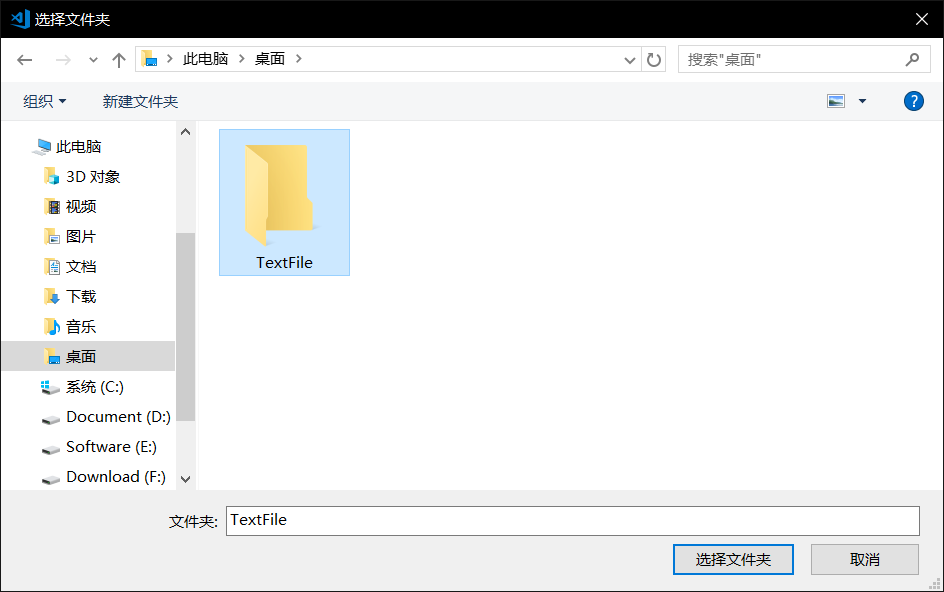 选择文件夹
此电脑
桌面
搜索"桌面"
组织
新建文件夹
?
此电脑
3D 对象
视频
图片
文档
下载
音乐
桌面
系统 (C:)
Document (D:)
Software (E:)
Download (F:)
TextFile
文件夹:
TextFile
选择文件夹
取消